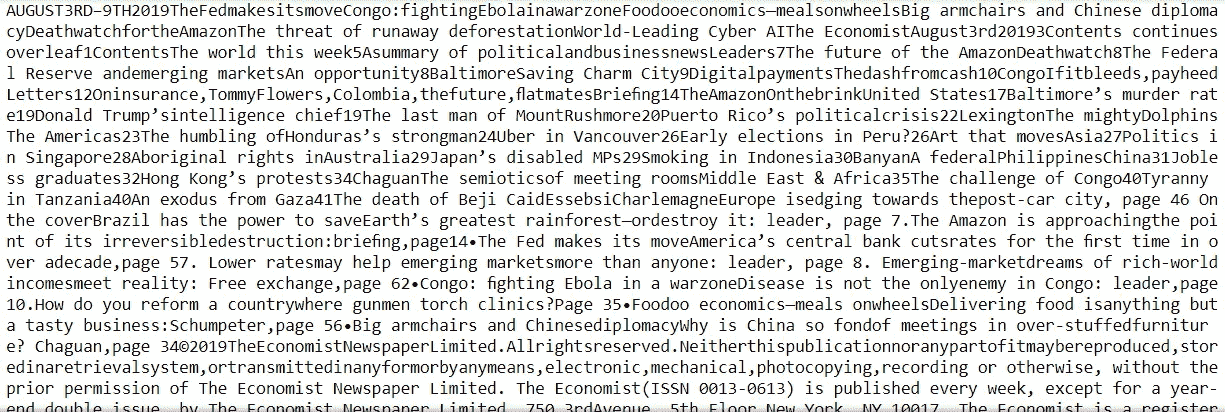 AUGUST3RD–9TH2019TheFedmakesitsmoveCongo:fightingEbolainawarzoneFoodooeconomics—mealsonwheelsBig armchairs and Chinese diploma
cyDeathwatchfortheAmazonThe threat of runaway deforestationWorld-Leading Cyber AIThe EconomistAugust3rd20193Contents continues
overleaf1ContentsThe world this week5Asummary of politicalandbusinessnewsLeaders7The future of the AmazonDeathwatch8The Federa
l Reserve andemerging marketsAn opportunity8BaltimoreSaving Charm City9DigitalpaymentsThedashfromcash10CongoIfitbleeds,payheed
Letters12Oninsurance,TommyFlowers,Colombia,thefuture,flatmatesBriefing14TheAmazonOnthebrinkUnited States17Baltimore’s murder rat
e19Donald Trump’sintelligence chief19The last man of MountRushmore20Puerto Rico’s politicalcrisis22LexingtonThe mightyDolphins
The Americas23The humbling ofHonduras’s strongman24Uber in Vancouver26Early elections in Peru?26Art that movesAsia27Politics i
n Singapore28Aboriginal rights inAustralia29Japan’s disabled MPs29Smoking in Indonesia30BanyanA federalPhilippinesChina31Joble
ss graduates32Hong Kong’s protests34ChaguanThe semioticsof meeting roomsMiddle East & Africa35The challenge of Congo40Tyranny
in Tanzania40An exodus from Gaza41The death of Beji CaidEssebsiCharlemagneEurope isedging towards thepost-car city, page 46 On
the coverBrazil has the power to saveEarth’s greatest rainforest—ordestroy it: leader, page 7.The Amazon is approachingthe poi
nt of its irreversibledestruction:briefing,page14•The Fed makes its moveAmerica’s central bank cutsrates for the first time in o
ver adecade,page 57. Lower ratesmay help emerging marketsmore than anyone: leader, page 8. Emerging-marketdreams of rich-world
incomesmeet reality: Free exchange,page 62•Congo: fighting Ebola in a warzoneDisease is not the onlyenemy in Congo: leader,page
10.How do you reform a countrywhere gunmen torch clinics?Page 35•Foodoo economics—meals onwheelsDelivering food isanything but
a tasty business:Schumpeter,page 56•Big armchairs and ChinesediplomacyWhy is China so fondof meetings in over-stuffedfurnitur
e? Chaguan,page 34©2019TheEconomistNewspaperLimited.Allrightsreserved.Neitherthispublicationnoranypartofitmaybereproduced,stor
edinaretrievalsystem,ortransmittedinanyformorbyanymeans,electronic,mechanical,photocopying,recording or otherwise, without the
prior permission of The Economist Newspaper Limited. The Economist(ISSN 0013-0613) is published every week, except for a year-
end double issue, by The Economist Newspaper Limited, 750 3rdAvenue, 5th Floor New York, NY 10017. The Economist is a register